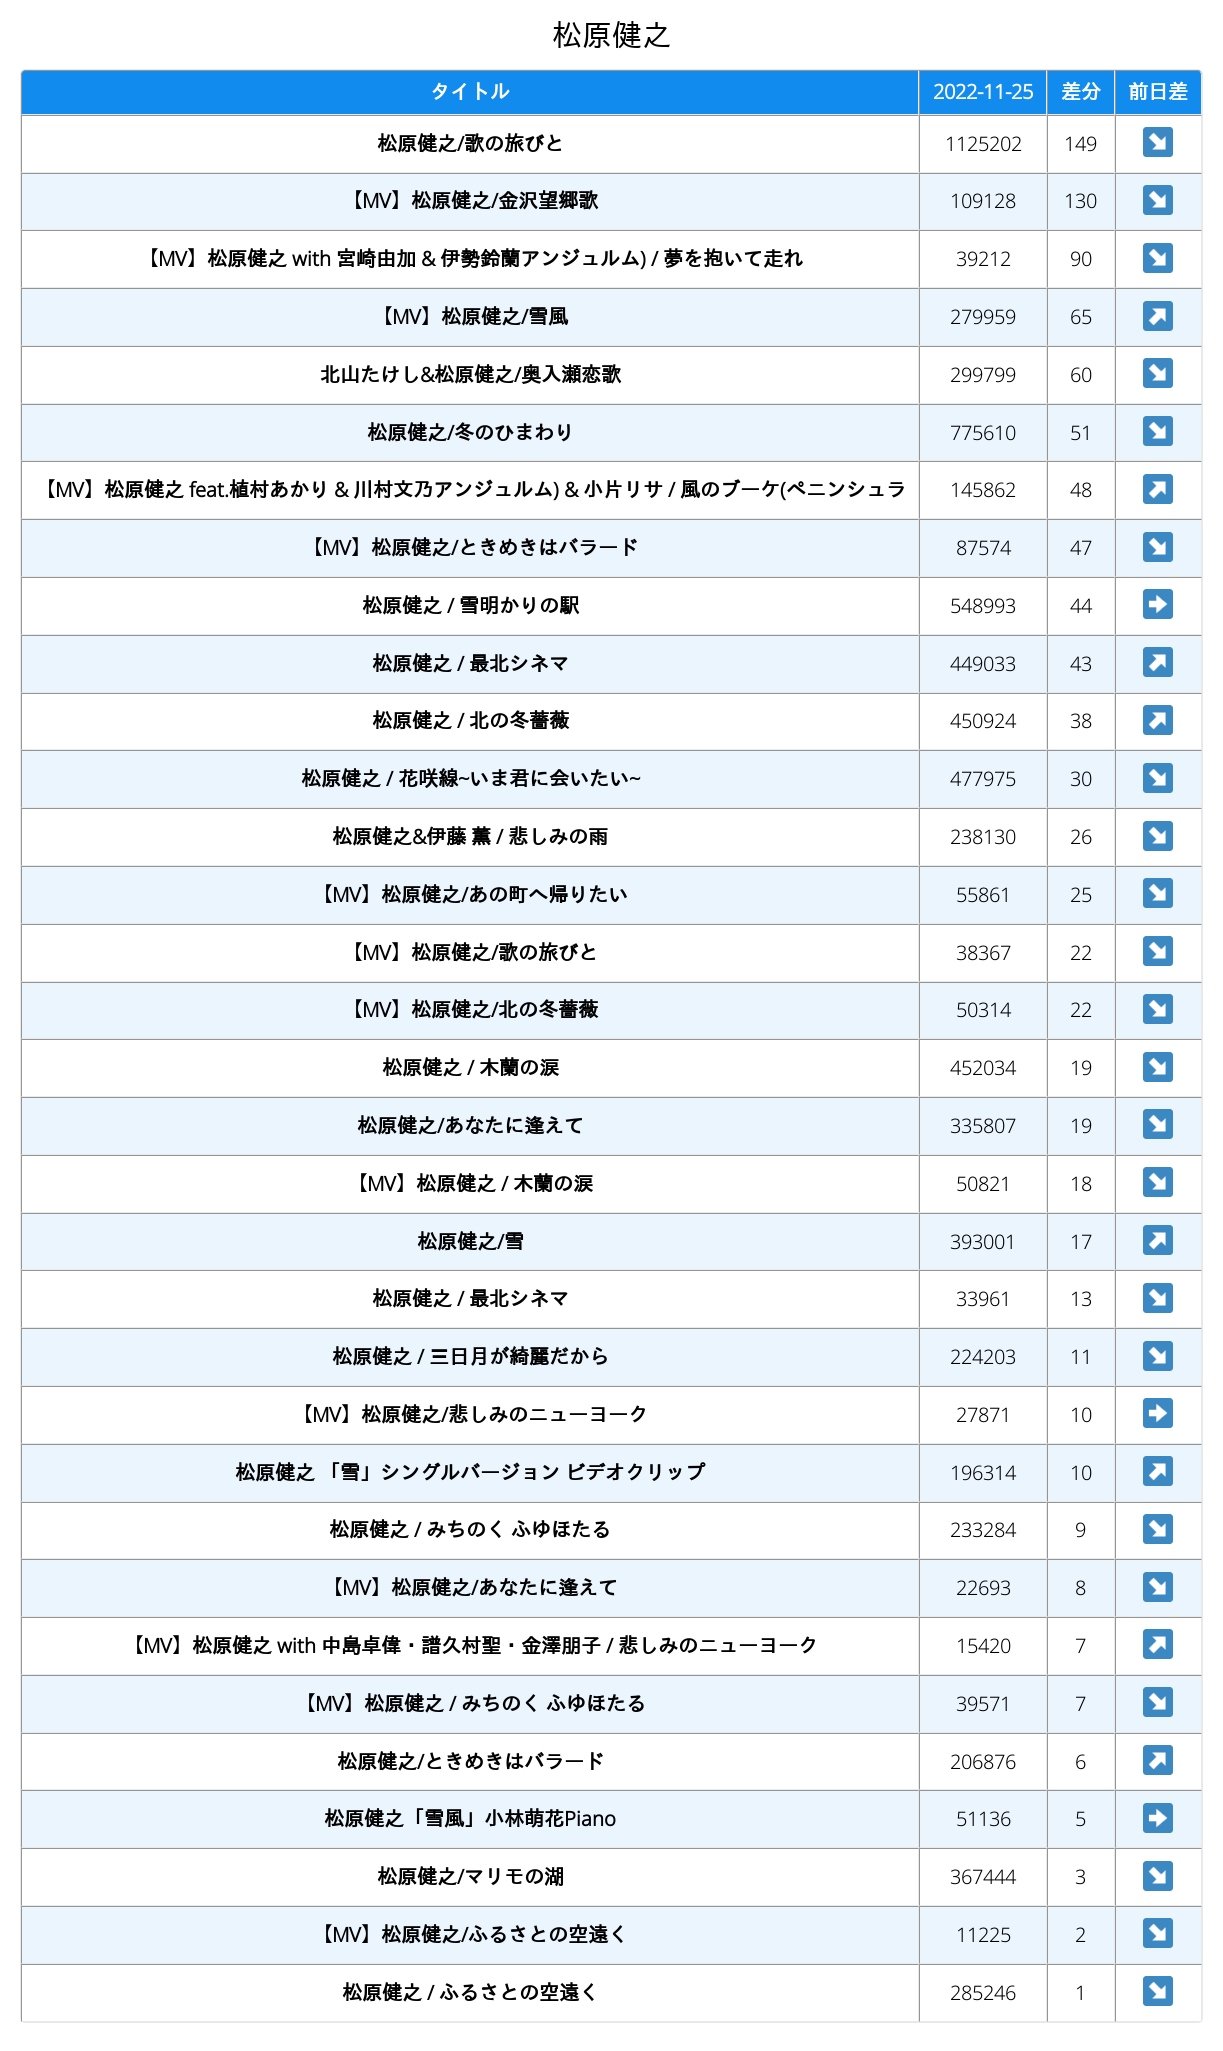 松原健之
タイトル 2022-11-25 差分 前日差
松原健之/歌の旅びと 1125202 149 ↘
【MV】松原健之/金沢望郷歌 109128 130 ↘
【MV】松原健之 with 宮崎由加 & 伊勢鈴蘭アンジュルム) / 夢を抱いて走れ 39212 90 ↘
【MV】松原健之/雪風 279959 65 ↗
北山たけし&松原健之/奥入瀬恋歌 299799 60 ↘
松原健之/冬のひまわり 775610 51 ↘
【MV】松原健之 feat.植村あかり & 川村文乃アンジュルム) & 小片リサ / 風のブーケ(ペニンシュラ 145862 48 ↗
【MV】松原健之/ときめきはバラード 87574 47 ↘
松原健之 / 雪明かりの駅 548993 44 ➡
松原健之 / 最北シネマ 449033 43 ↗
松原健之 / 北の冬薔薇 450924 38 ↗
松原健之 / 花咲線~いま君に会いたい~ 477975 30 ↘
松原健之&伊藤 薫 / 悲しみの雨 238130 26 ↘
【MV】松原健之/あの町へ帰りたい 55861 25 ↘
【MV】松原健之/歌の旅びと 38367 22 ↘
【MV】松原健之/北の冬薔薇 50314 22 ↘
松原健之 / 木蘭の涙 452034 19 ↘
松原健之/あなたに逢えて 335807 19 ↘
【MV】松原健之 / 木蘭の涙 50821 18 ↘
松原健之/雪 393001 17 ↗
松原健之 / 最北シネマ 33961 13 ↘
松原健之 / 三日月が綺麗だから 224203 11 ↘
【MV】松原健之/悲しみのニューヨーク 27871 10 ➡
松原健之 「雪」シングルバージョン ビデオクリップ 196314 10 ↗
松原健之 / みちのく ふゆほたる 233284 9 ↘
【MV】松原健之/あなたに逢えて 22693 8 ↘
【MV】松原健之 with 中島卓偉・譜久村聖・金澤朋子 / 悲しみのニューヨーク 15420 7 ↗
【MV】松原健之 / みちのく ふゆほたる 39571 7 ↘
松原健之/ときめきはバラード 206876 6 ↗
松原健之「雪風」小林萌花Piano 51136 5 ➡
松原健之/マリモの湖 367444 3 ↘
【MV】松原健之/ふるさとの空遠く 11225 2 ↘
松原健之 / ふるさとの空遠く 285246 1 ↘